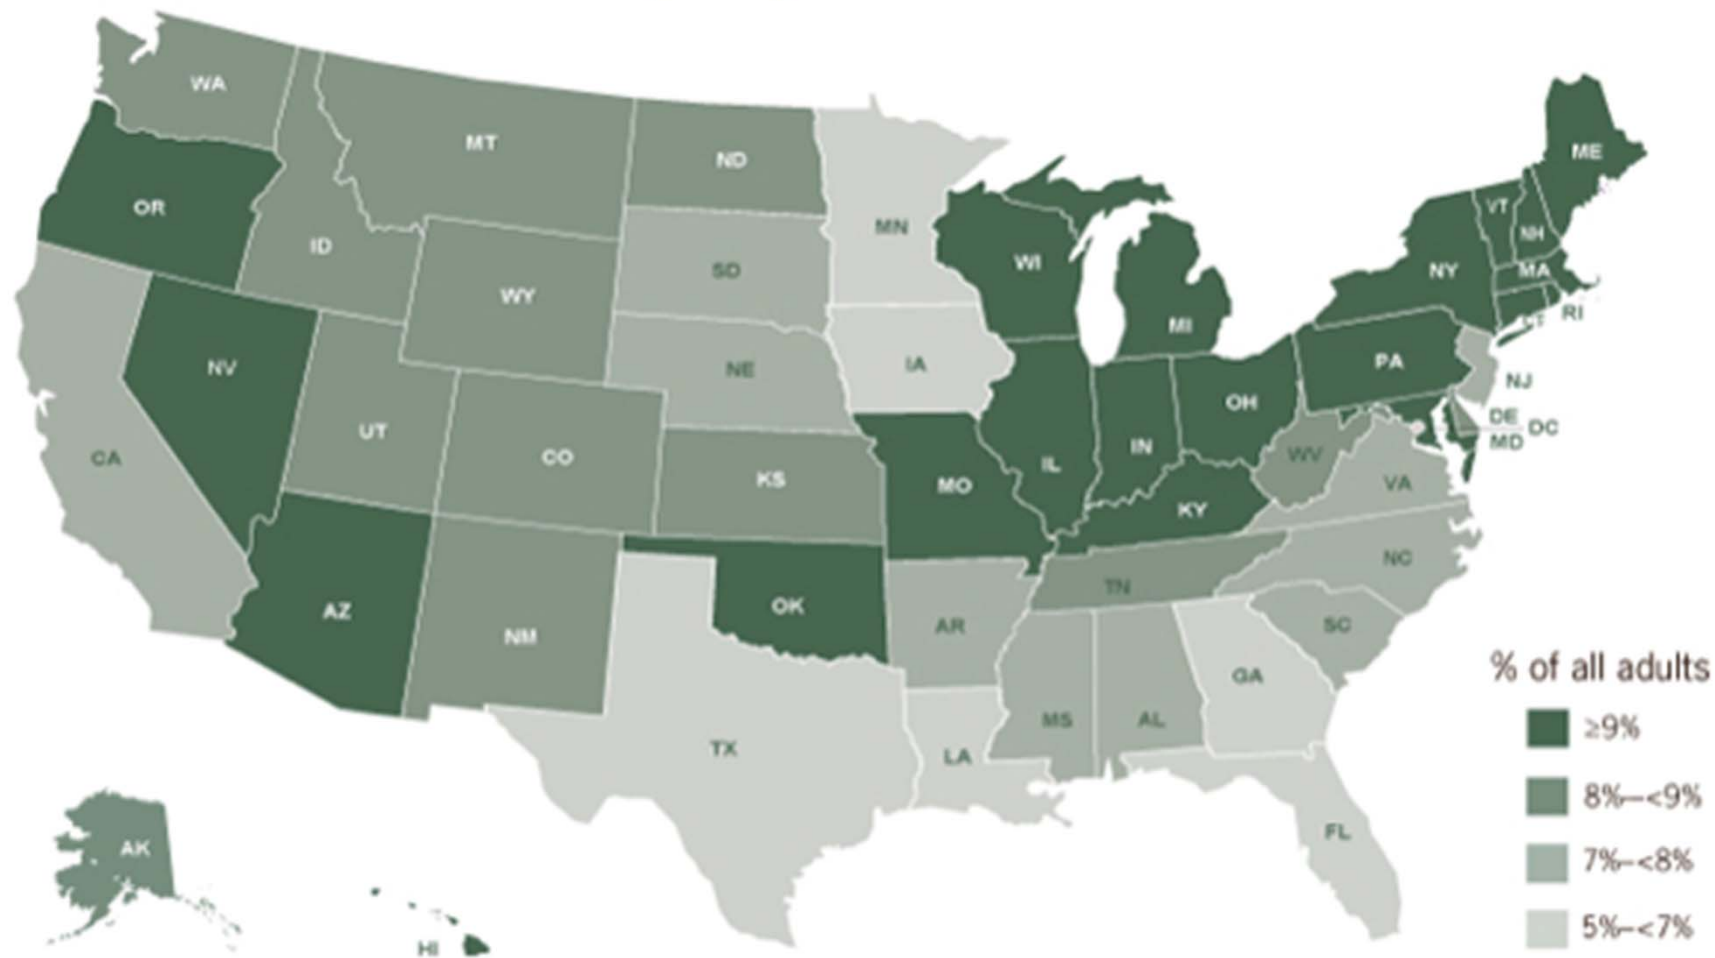 WA
MT
ND
MN
ME
OR
ID
SD
WI
VT
NH
WY
NY
MA
MI
CT
RI
NV
NE
IA
PA
NJ
UT
OH
DE
DC
CA
CO
KS
MO
IL
IN
WV
MD
VA
KY
AZ
NM
OK
AR
TN
NC
SC
TX
MS
AL
GA
LA
FL
AK
HI
% of all adults
≥9%
8%–<9%
7%–<8%
5%–<7%